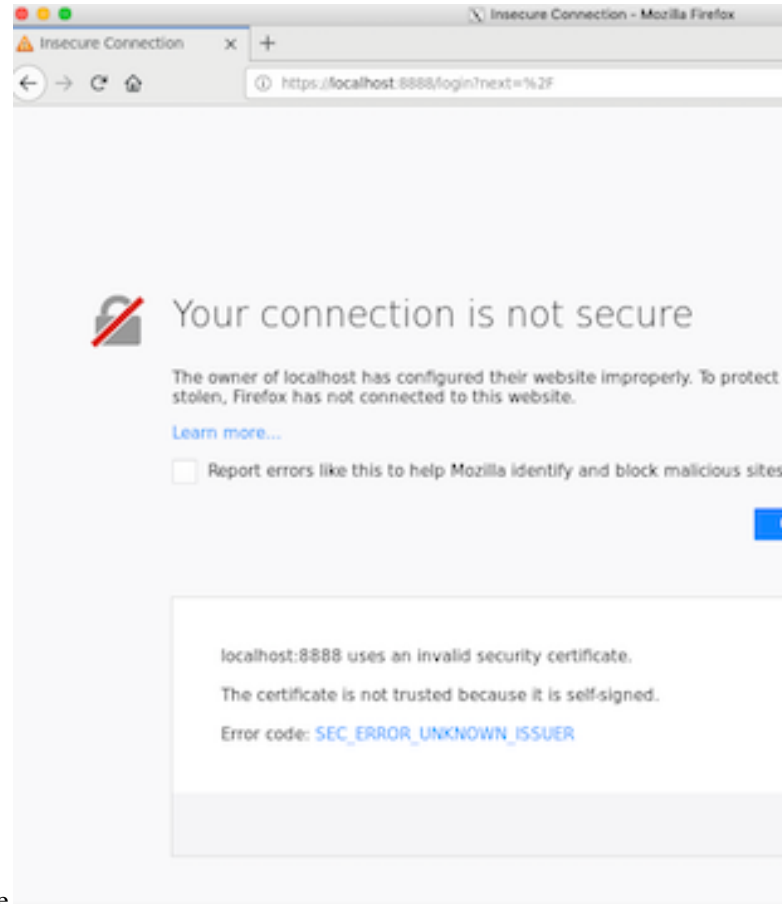 Insecure Connection - Mozilla Firefox
Insecure Connection
https://localhost:8888/login?next=%2F
Your connection is not secure
The owner of localhost has configured their website improperly. To protect
stolen, Firefox has not connected to this website.
Learn more...
Report errors like this to help Mozilla identify and block malicious sites
localhost:8888 uses an invalid security certificate.
The certificate is not trusted because it is self-signed.
Error code: SEC_ERROR_UNKNOWN_ISSUER